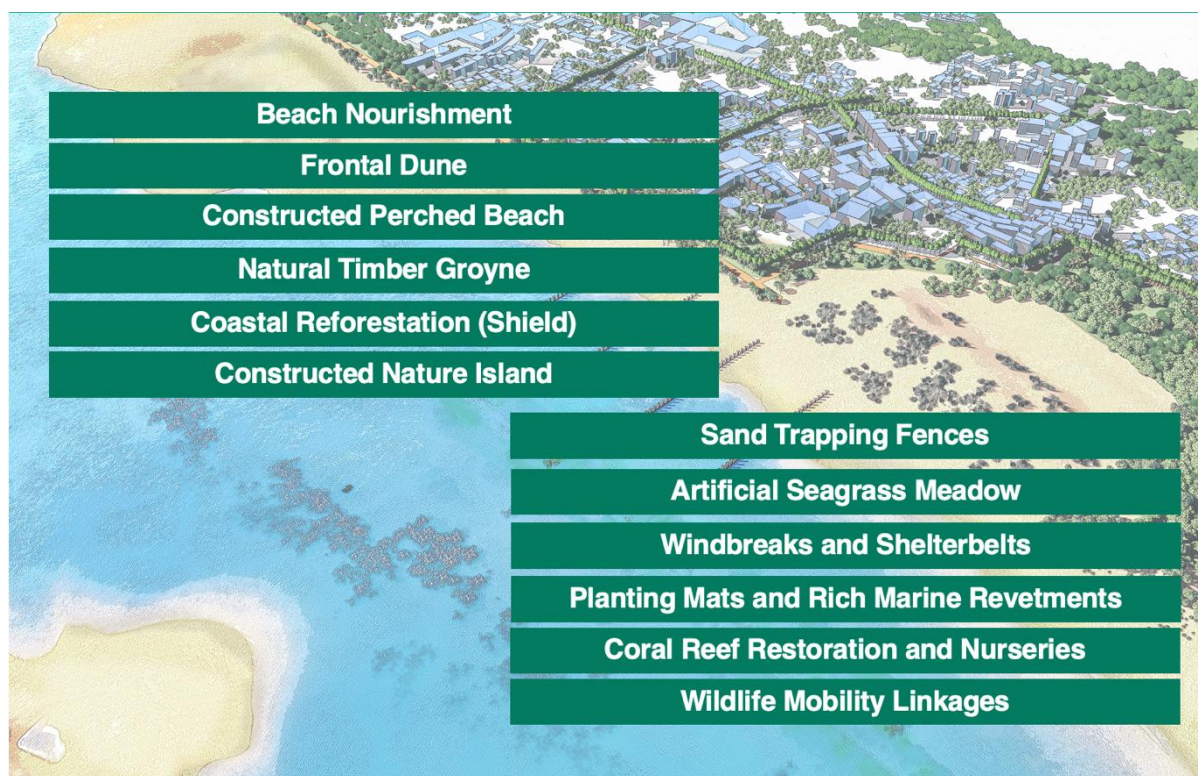 Beach Nourishment
Frontal Dune
Constructed Perched Beach
Natural Timber Groyne
Coastal Reforestation (Shield)
Constructed Nature Island
Sand Trapping Fences
Artificial Seagrass Meadow
Windbreaks and Shelterbelts
Planting Mats and Rich Marine Revetments
Coral Reef Restoration and Nurseries
Wildlife Mobility Linkages